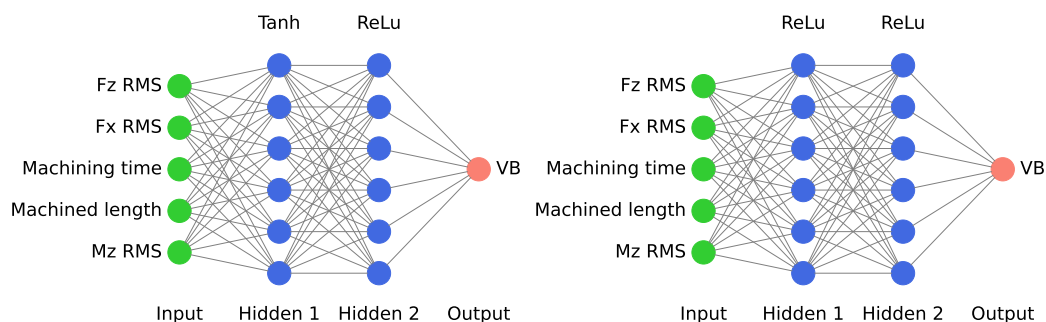 Tanh ReLu
Fz RMS
Fx RMS
Machining time
VB
Machined length
Mz RMS
Input Hidden 1 Hidden 2 Output
ReLu ReLu
Fz RMS
Fx RMS
Machining time
VB
Machined length
Mz RMS
Input Hidden 1 Hidden 2 Output